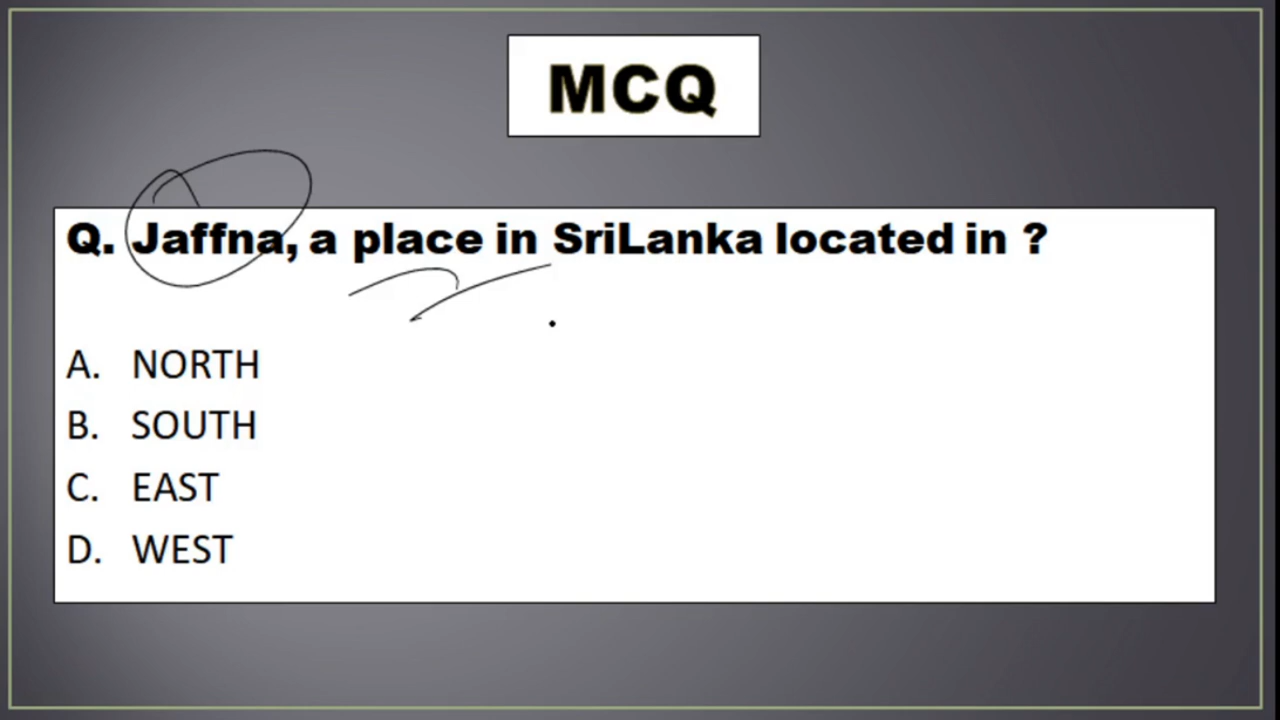 MCQ
Q. Jaffna, a place in SriLanka located in ?
A. NORTH
B. SOUTH
C. EAST
D. WEST